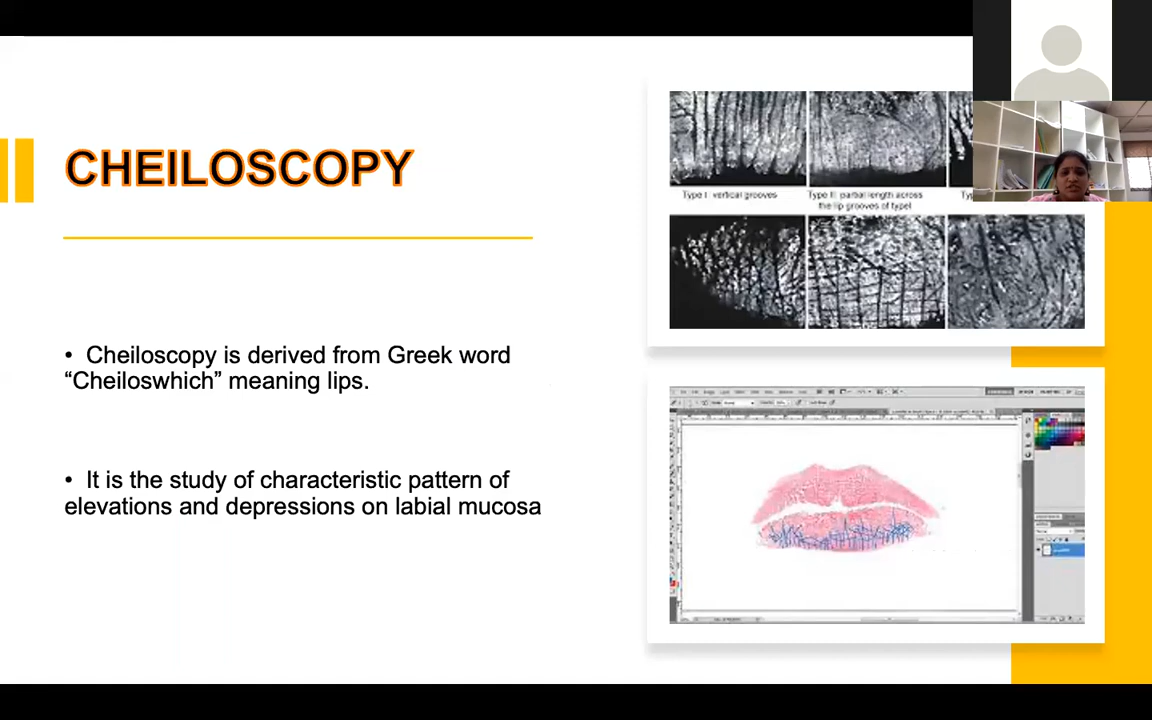 CHEILOSCOPY
• Cheiloscopy is derived from Greek word
“Cheiloswhich” meaning lips.
• It is the study of characteristic pattern of
elevations and depressions on labial mucosa
Type I: vertical grooves
Type II: partial length across
the lip grooves of typeI